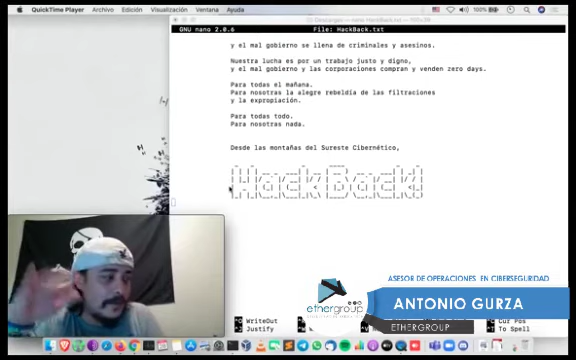 QuickTime Player Archivo Edición Visualización Ventana Ayuda
100%
GNU nano 2.0.6 File: HackBack.txt
y el mal gobierno se llena de criminales y asesinos.
Nuestra lucha es por un trabajo justo y digno,
y el mal gobierno y las corporaciones compran y venden zero days.
Para todas el mañana.
Para nosotras la alegre rebeldía de las filtraciones
y la expropiación.
Para todas todo.
Para nosotras nada.
Desde las montañas del Sureste Cibernético,
HackBack!
ASESOR DE OPERACIONES EN CIBERSEGURIDAD
ethergroup
ANTONIO GURZA
ETHERGROUP
WriteOut
Justify
Cur Pos
To Spell